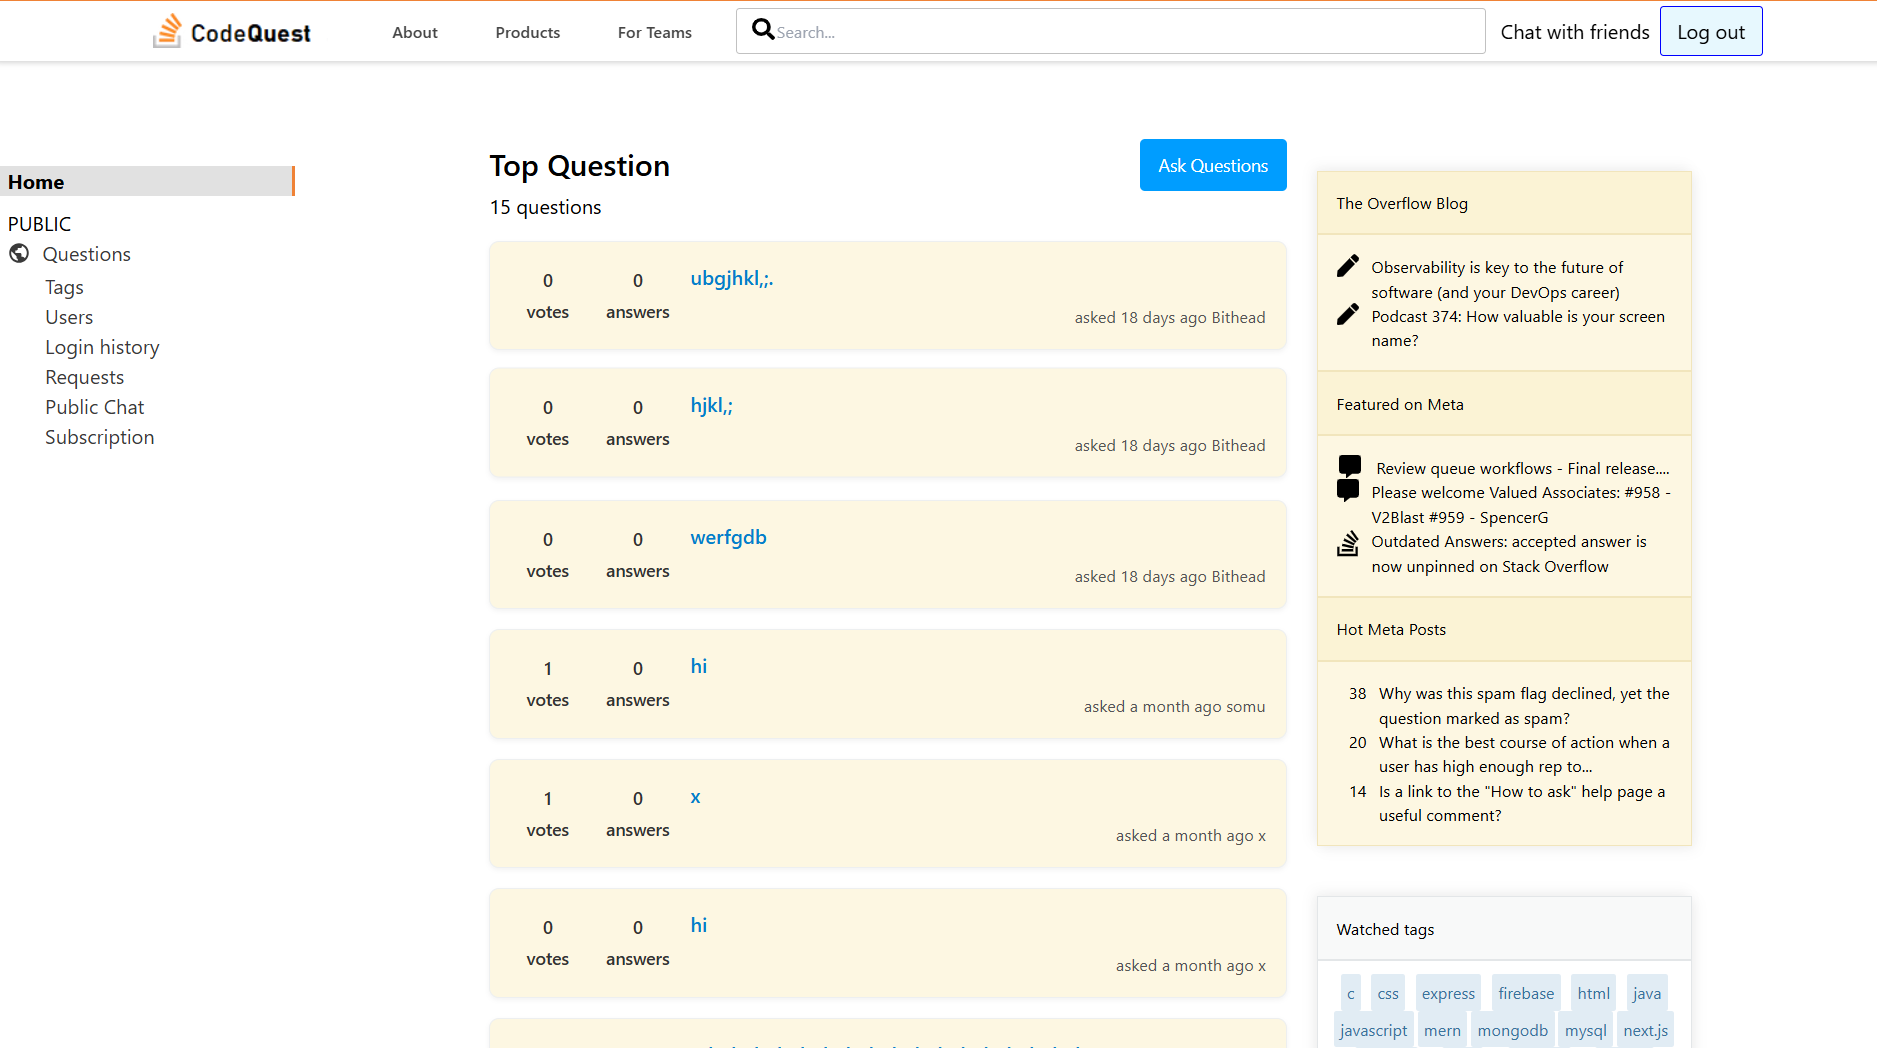 CodeQuest
About
Products
For Teams
Search...
Chat with friends
Log out
Home
PUBLIC
Questions
Tags
Users
Login history
Requests
Public Chat
Subscription
Top Question
Ask Questions
15 questions
0 0 ubgjhkl,;.
votes answers
asked 18 days ago Bithead
0 0 hjkl,;
votes answers
asked 18 days ago Bithead
0 0 werfgdb
votes answers
asked 18 days ago Bithead
1 0 hi
votes answers
asked a month ago somu
1 0 x
votes answers
asked a month ago x
0 0 hi
votes answers
asked a month ago x
The Overflow Blog
Observability is key to the future of
software (and your DevOps career)
Podcast 374: How valuable is your screen
name?
Featured on Meta
Review queue workflows - Final release....
Please welcome Valued Associates: #958 -
V2Blast #959 - SpencerG
Outdated Answers: accepted answer is
now unpinned on Stack Overflow
Hot Meta Posts
38 Why was this spam flag declined, yet the
question marked as spam?
20 What is the best course of action when a
user has high enough rep to...
14 Is a link to the "How to ask" help page a
useful comment?
Watched tags
c css express firebase html java
javascript mern mongodb mysql next.js